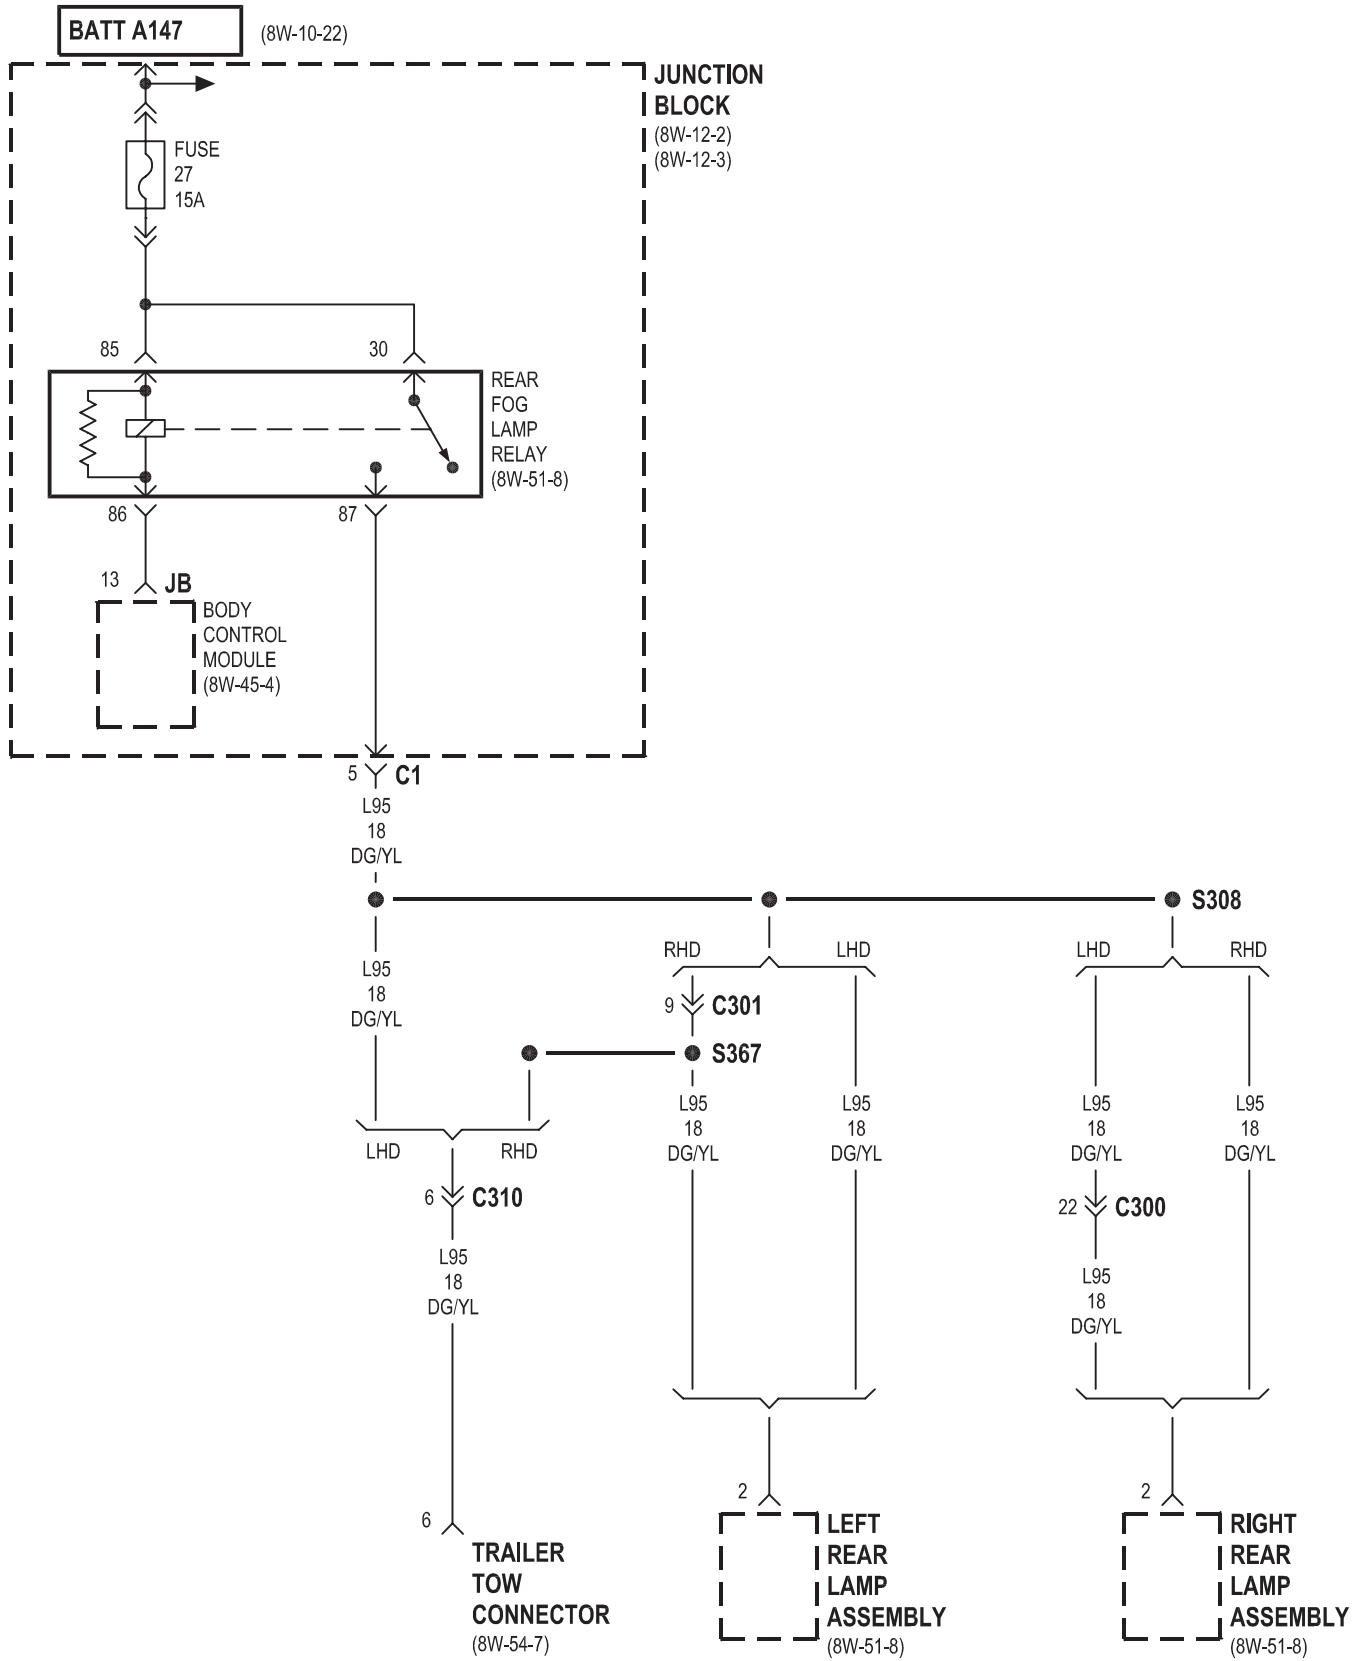 BATT A147
(8W-10-22)
JUNCTION
BLOCK
(8W-12-2)
(8W-12-3)
FUSE
27
15A
85
30
REAR
FOG
LAMP
RELAY
(8W-51-8)
86
87
13
JB
BODY
CONTROL
MODULE
(8W-45-4)
5
C1
L95
18
DG/YL
S308
RHD
LHD
LHD
RHD
L95
18
DG/YL
9
C301
S367
L95
18
DG/YL
L95
18
DG/YL
L95
18
DG/YL
L95
18
DG/YL
LHD
RHD
6
C310
22
C300
L95
18
DG/YL
L95
18
DG/YL
6
TRAILER
TOW
CONNECTOR
(8W-54-7)
2
LEFT
REAR
LAMP
ASSEMBLY
(8W-51-8)
2
RIGHT
REAR
LAMP
ASSEMBLY
(8W-51-8)